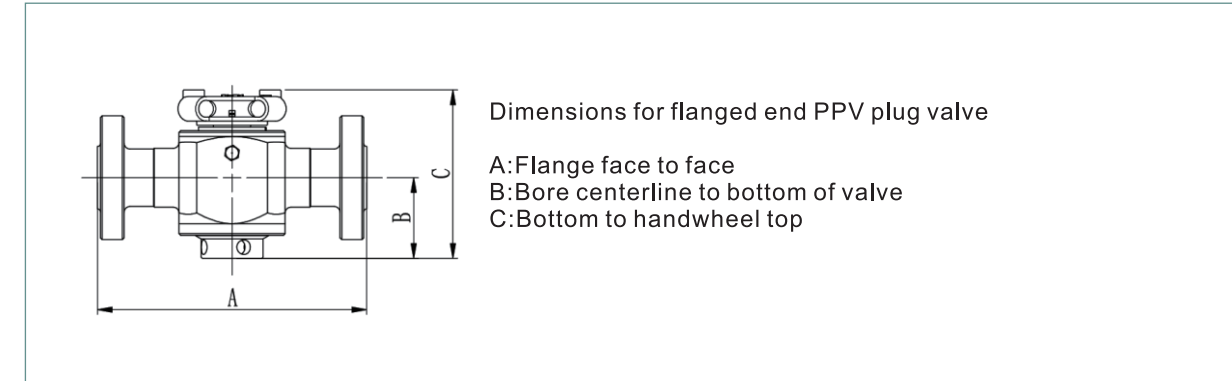 Dimensions for flanged end PPV plug valve
A:Flange face to face
B:Bore centerline to bottom of valve
C:Bottom to handwheel top
C
B
A